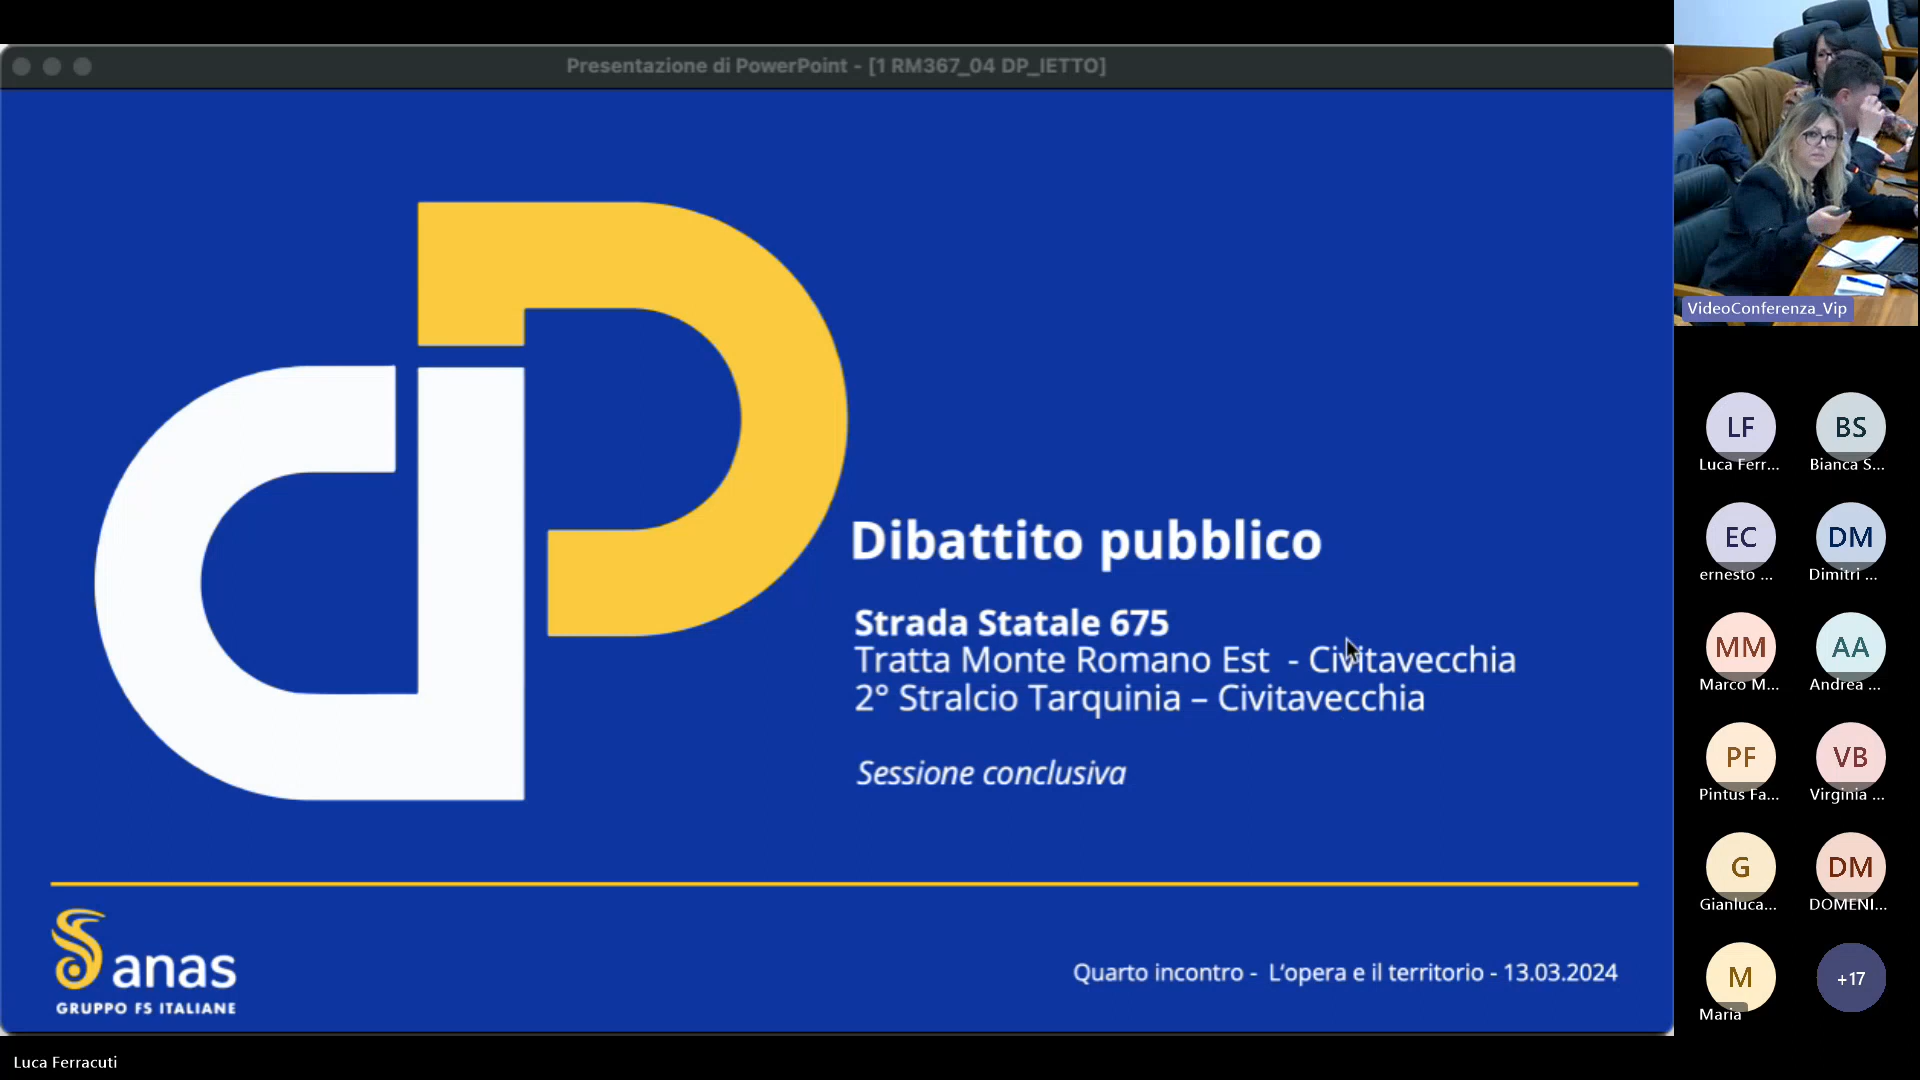 Presentazione di PowerPoint - [1 RM367_04 DP_IETTO]
dP
Dibattito pubblico
Strada Statale 675
Tratta Monte Romano Est - Civitavecchia
2° Stralcio Tarquinia – Civitavecchia
Sessione conclusiva
anas
GRUPPO FS ITALIANE
Quarto incontro - L’opera e il territorio - 13.03.2024
Luca Ferracuti
VideoConferenza_Vip
LF
Luca Ferr...
BS
Bianca S...
EC
ernesto ...
DM
Dimitri ...
MM
Marco M...
AA
Andrea ...
PF
Pintus Fa...
VB
Virginia ...
G
Gianluca...
DM
DOMENI...
M
Maria
+17